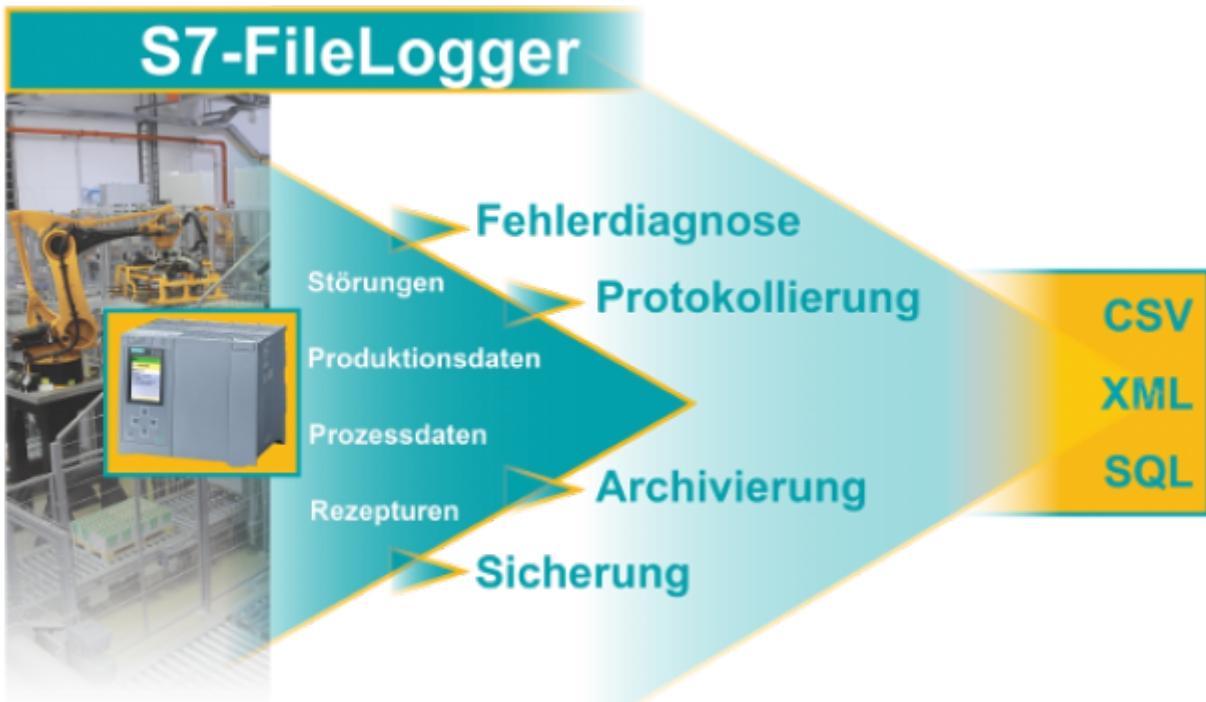 S7-FileLogger
Fehlerdiagnose
Störungen
Protokollierung
Produktionsdaten
Prozessdaten
Rezepturen
Archivierung
Sicherung
CSV
XML
SQL